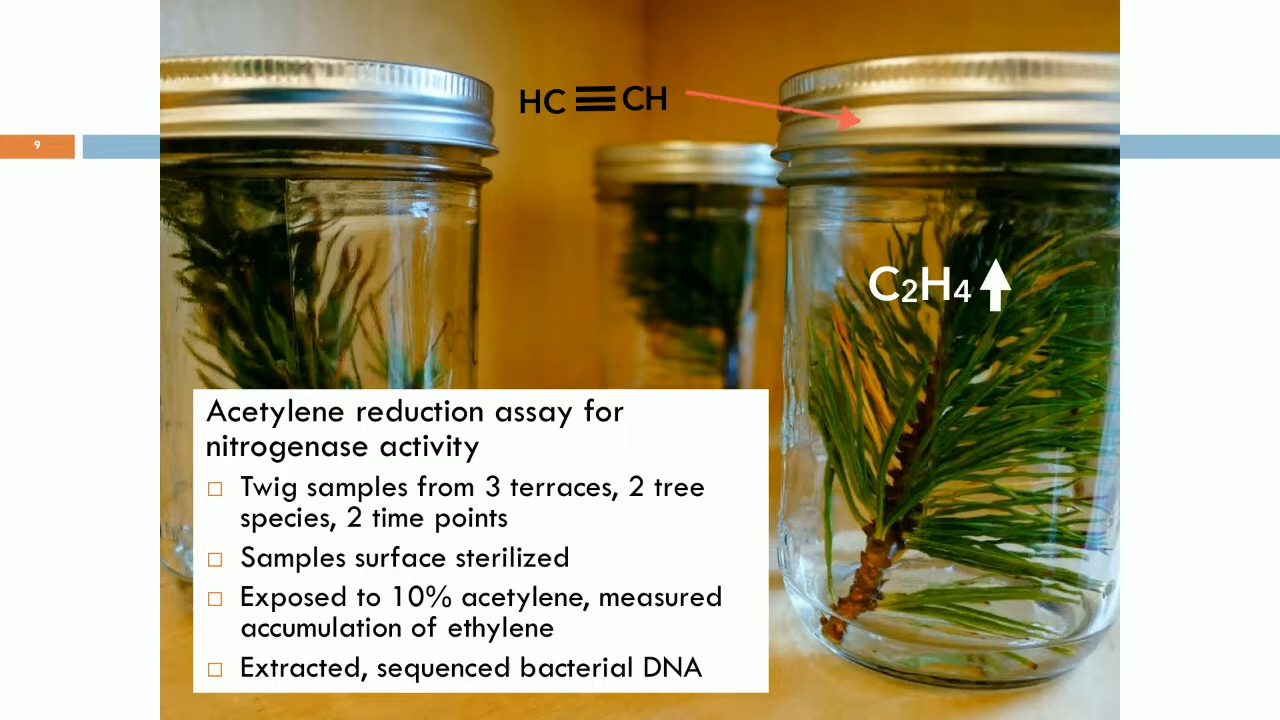 HC≡CH
9
C2H4
Acetylene reduction assay for
nitrogenase activity
Twig samples from 3 terraces, 2 tree
species, 2 time points
Samples surface sterilized
Exposed to 10% acetylene, measured
accumulation of ethylene
Extracted, sequenced bacterial DNA